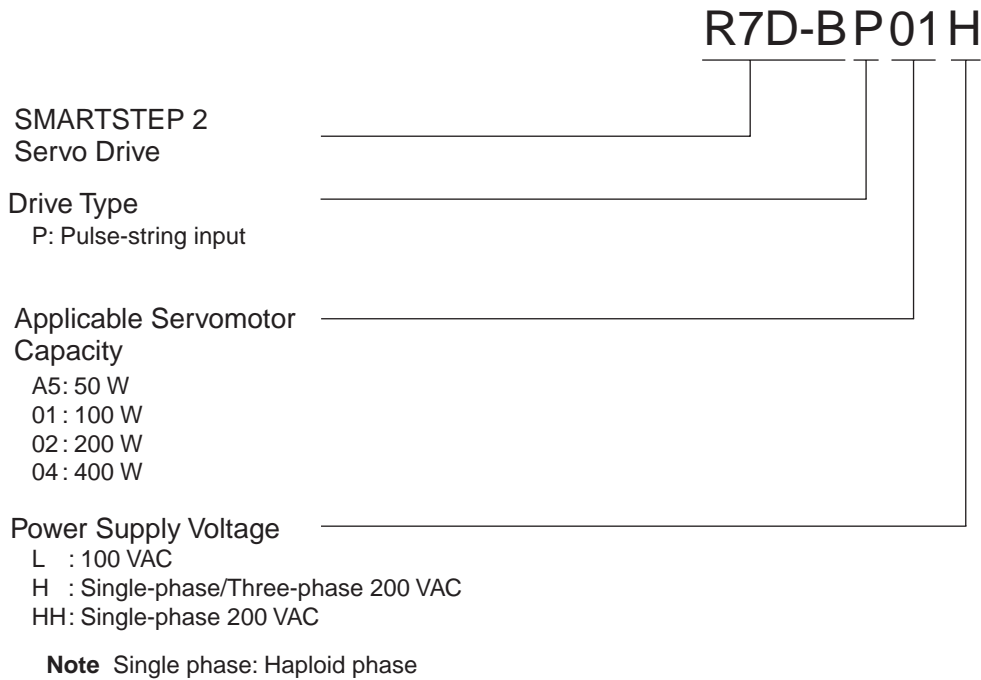 R7D-BP01H
SMARTSTEP 2
Servo Drive
Drive Type
P: Pulse-string input
Applicable Servomotor
Capacity
A5: 50 W
01 : 100 W
02 : 200 W
04 : 400 W
Power Supply Voltage
L : 100 VAC
H : Single-phase/Three-phase 200 VAC
HH: Single-phase 200 VAC
Note Single phase: Haploid phase